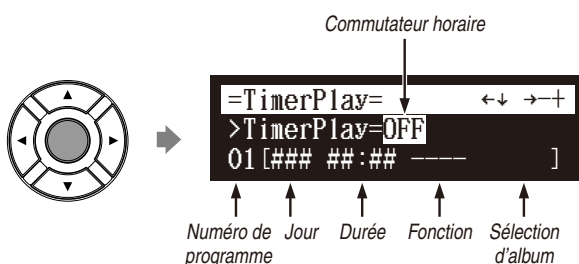 Commutateur horaire
=TimerPlay= ←↓ →−+
>TimerPlay=OFF
01[### ##:## ---- ]
Numéro de programme
Jour
Durée
Fonction
Sélection d'album